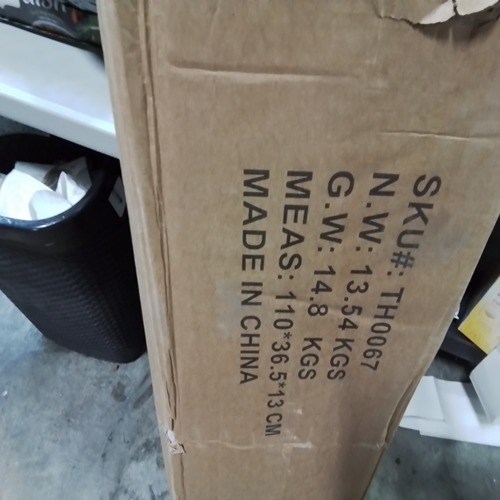 SKU#: TH0067
N.W: 13.54 KGS
G.W: 14.8 KGS
MEAS: 110*36.5*13 CM
MADE IN CHINA